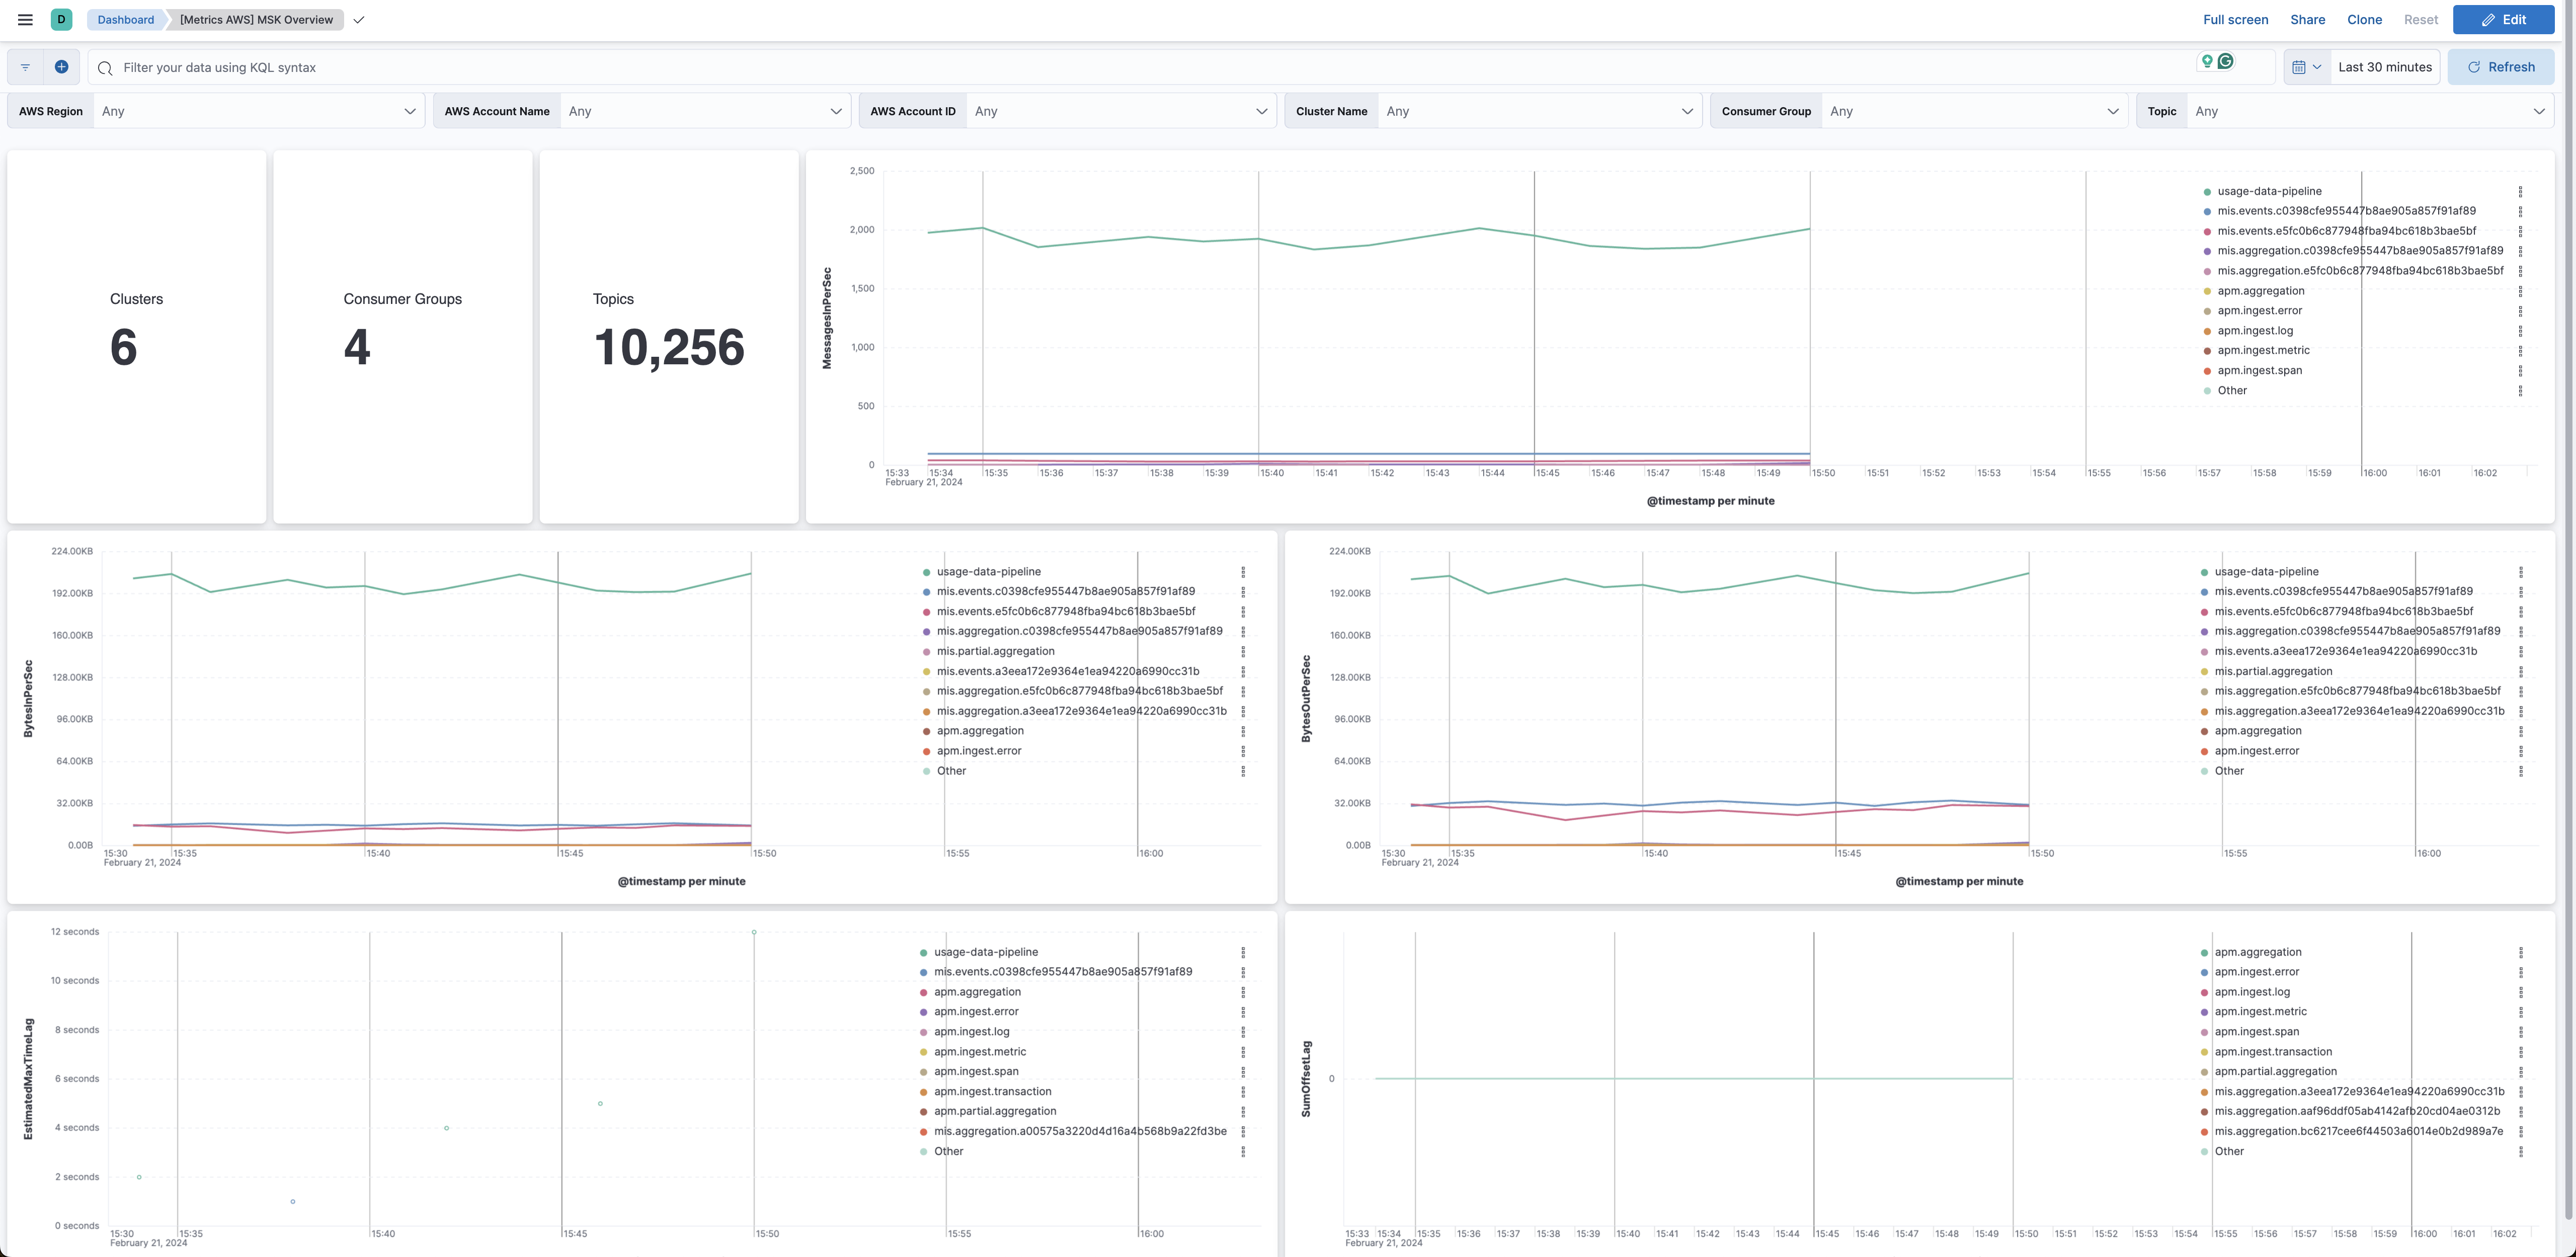 D Dashboard [Metrics AWS] MSK Overview Full screen Share Clone Reset Edit
Filter your data using KQL syntax Last 30 minutes Refresh
AWS Region Any AWS Account Name Any AWS Account ID Any Cluster Name Any Consumer Group Any Topic Any
Clusters
6
Consumer Groups
4
Topics
10,256
MessagesInPerSec
2,500
2,000
1,500
1,000
500
0
15:33 15:34 15:35 15:36 15:37 15:38 15:39 15:40 15:41 15:42 15:43 15:44 15:45 15:46 15:47 15:48 15:49 15:50 15:51 15:52 15:53 15:54 15:55 15:56 15:57 15:58 15:59 16:00 16:01 16:02
February 21, 2024
@timestamp per minute
usage-data-pipeline
mis.events.c0398cfe955447b8ae905a857f91af89
mis.events.e5fc0b6c877948fba94bc618b3bae5bf
mis.aggregation.c0398cfe955447b8ae905a857f91af89
mis.aggregation.e5fc0b6c877948fba94bc618b3bae5bf
apm.aggregation
apm.ingest.error
apm.ingest.log
apm.ingest.metric
apm.ingest.span
Other
BytesInPerSec
224.00KB
192.00KB
160.00KB
128.00KB
96.00KB
64.00KB
32.00KB
0.00B
15:30 15:35 15:40 15:45 15:50 15:55 16:00
February 21, 2024
@timestamp per minute
usage-data-pipeline
mis.events.c0398cfe955447b8ae905a857f91af89
mis.events.e5fc0b6c877948fba94bc618b3bae5bf
mis.aggregation.c0398cfe955447b8ae905a857f91af89
mis.partial.aggregation
mis.events.a3eea172e9364e1ea94220a6990cc31b
mis.aggregation.e5fc0b6c877948fba94bc618b3bae5bf
mis.aggregation.a3eea172e9364e1ea94220a6990cc31b
apm.aggregation
apm.ingest.error
Other
BytesOutPerSec
224.00KB
192.00KB
160.00KB
128.00KB
96.00KB
64.00KB
32.00KB
0.00B
15:30 15:35 15:40 15:45 15:50 15:55 16:00
February 21, 2024
@timestamp per minute
usage-data-pipeline
mis.events.c0398cfe955447b8ae905a857f91af89
mis.events.e5fc0b6c877948fba94bc618b3bae5bf
mis.aggregation.c0398cfe955447b8ae905a857f91af89
mis.events.a3eea172e9364e1ea94220a6990cc31b
mis.partial.aggregation
mis.aggregation.e5fc0b6c877948fba94bc618b3bae5bf
mis.aggregation.a3eea172e9364e1ea94220a6990cc31b
apm.aggregation
apm.ingest.error
Other
EstimatedMaxTimeLag
12 seconds
10 seconds
8 seconds
6 seconds
4 seconds
2 seconds
0 seconds
15:30 15:35 15:40 15:45 15:50 15:55 16:00
February 21, 2024
usage-data-pipeline
mis.events.c0398cfe955447b8ae905a857f91af89
apm.aggregation
apm.ingest.error
apm.ingest.log
apm.ingest.metric
apm.ingest.span
apm.ingest.transaction
apm.partial.aggregation
mis.aggregation.a00575a3220d4d16a4b568b9a22fd3be
Other
SumOffsetLag
0
15:33 15:34 15:35 15:36 15:37 15:38 15:39 15:40 15:41 15:42 15:43 15:44 15:45 15:46 15:47 15:48 15:49 15:50 15:51 15:52 15:53 15:54 15:55 15:56 15:57 15:58 15:59 16:00 16:01 16:02
February 21, 2024
apm.aggregation
apm.ingest.error
apm.ingest.log
apm.ingest.metric
apm.ingest.span
apm.ingest.transaction
apm.partial.aggregation
mis.aggregation.a3eea172e9364e1ea94220a6990cc31b
mis.aggregation.aaf96ddf05ab4142afb20cd04ae0312b
mis.aggregation.bc6217cee6f44503a6014e0b2d989a7e
Other